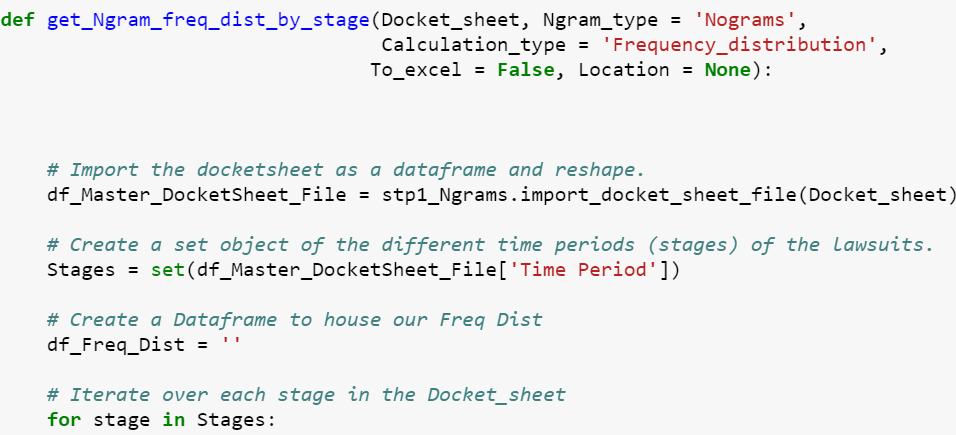 def get_Ngram_freq_dist_by_stage(Docket_sheet, Ngram_type = 'Nograms',
Calculation_type = 'Frequency_distribution',
To_excel = False, Location = None):
# Import the docketsheet as a dataframe and reshape.
df_Master_DocketSheet_File = stp1_Ngrams.import_docket_sheet_file(Docket_sheet)
# Create a set object of the different time periods (stages) of the lawsuits.
Stages = set(df_Master_DocketSheet_File['Time Period'])
# Create a Dataframe to house our Freq Dist
df_Freq_Dist = ''
# Iterate over each stage in the Docket_sheet
for stage in Stages: